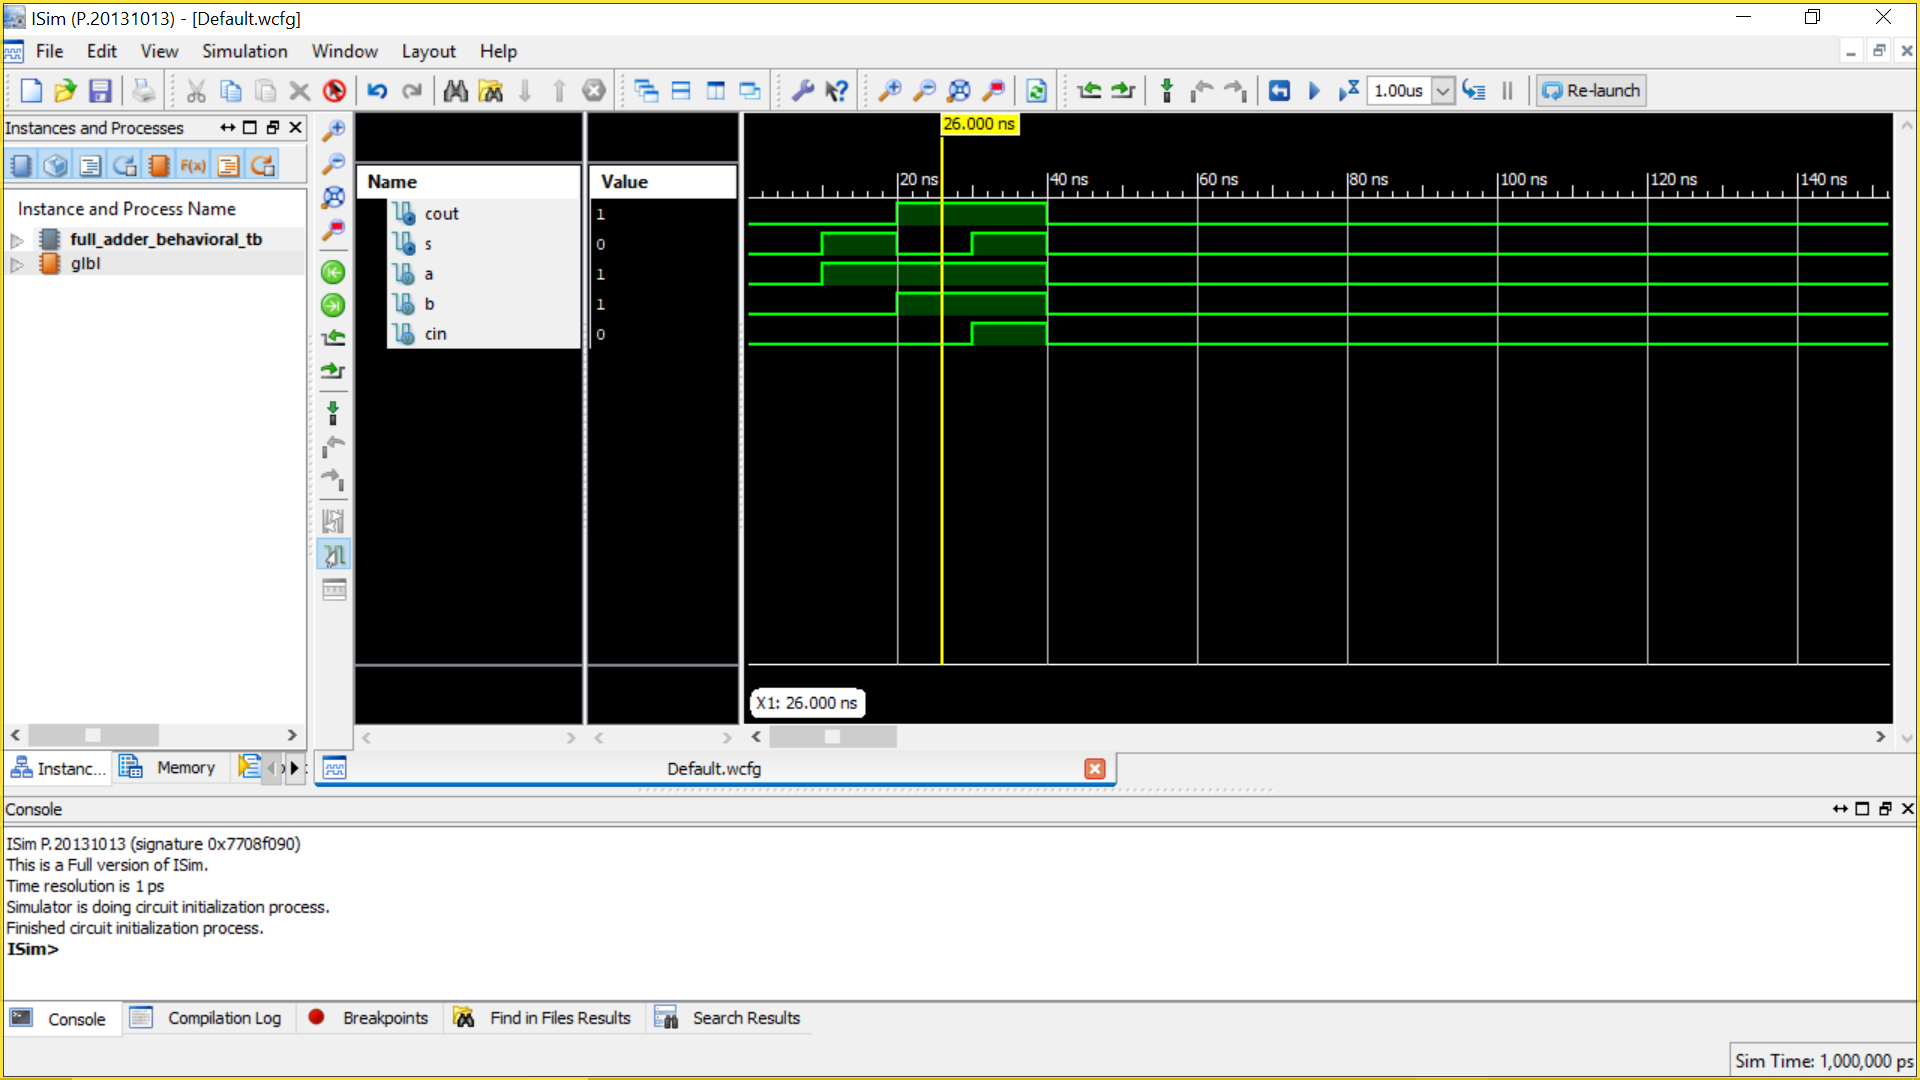 ISim (P.20131013) - [Default.wcfg]
File Edit View Simulation Window Layout Help
1.00us Re-launch
Instances and Processes
F(x)
Instance and Process Name
full_adder_behavioral_tb
glbl
Name Value
cout 1
s 0
a 1
b 1
cin 0
26.000 ns
20 ns 40 ns 60 ns 80 ns 100 ns 120 ns 140 ns
X1: 26.000 ns
Instanc... Memory
Default.wcfg
Console
ISim P.20131013 (signature 0x7708f090)
This is a Full version of ISim.
Time resolution is 1 ps
Simulator is doing circuit initialization process.
Finished circuit initialization process.
ISim>
Console Compilation Log Breakpoints Find in Files Results Search Results
Sim Time: 1,000,000 ps